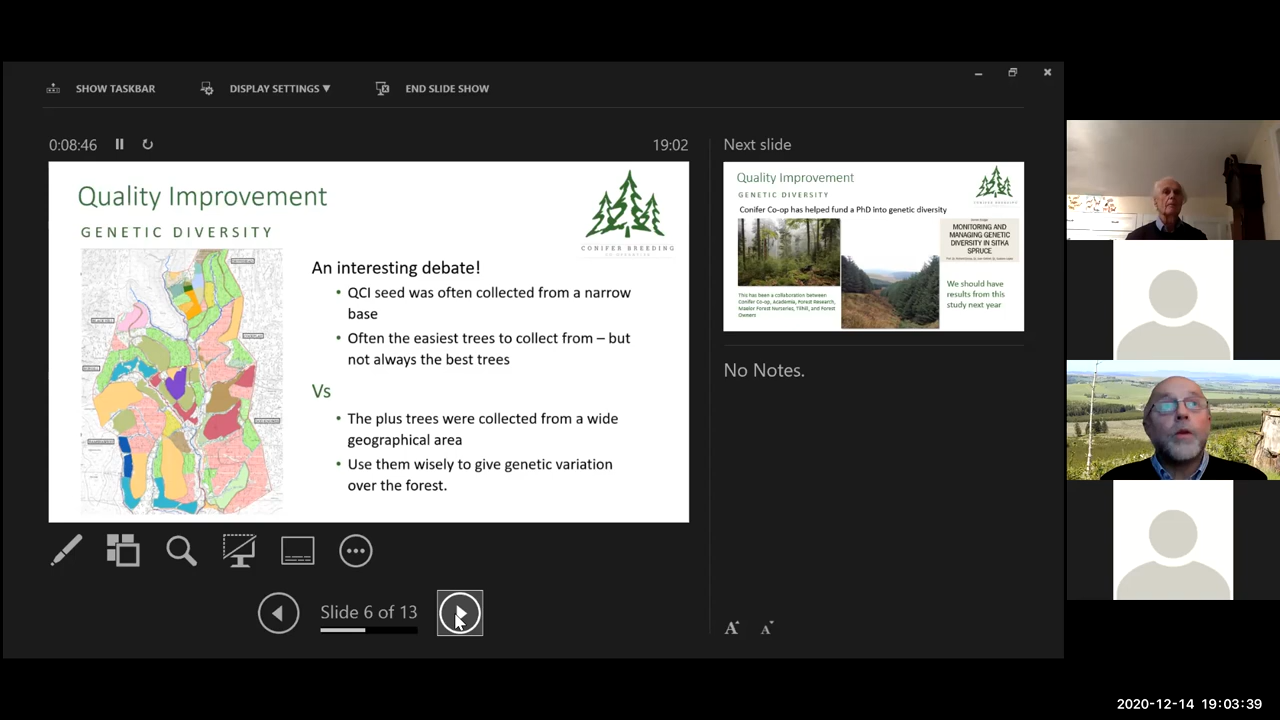 SHOW TASKBAR
DISPLAY SETTINGS ▼
END SLIDE SHOW
0:08:46
19:02
Quality Improvement
GENETIC DIVERSITY
CONIFER BREEDING
An interesting debate!
• QCI seed was often collected from a narrow
base
• Often the easiest trees to collect from – but
not always the best trees
Vs
• The plus trees were collected from a wide
geographical area
• Use them wisely to give genetic variation
over the forest.
Next slide
Quality Improvement
GENETIC DIVERSITY
CONIFER BREEDING
Conifer Co-op has helped fund a PhD into genetic diversity
MONITORING AND
MANAGING GENETIC
DIVERSITY IN SITKA
SPRUCE
This has been a collaboration between
Conifer Co-op, Academia, Forest Research,
Maelor Forest Nurseries, Tilhill, and Forest
Owners
We should have
results from this
study next year
No Notes.
Slide 6 of 13
A A
2020-12-14 19:03:39